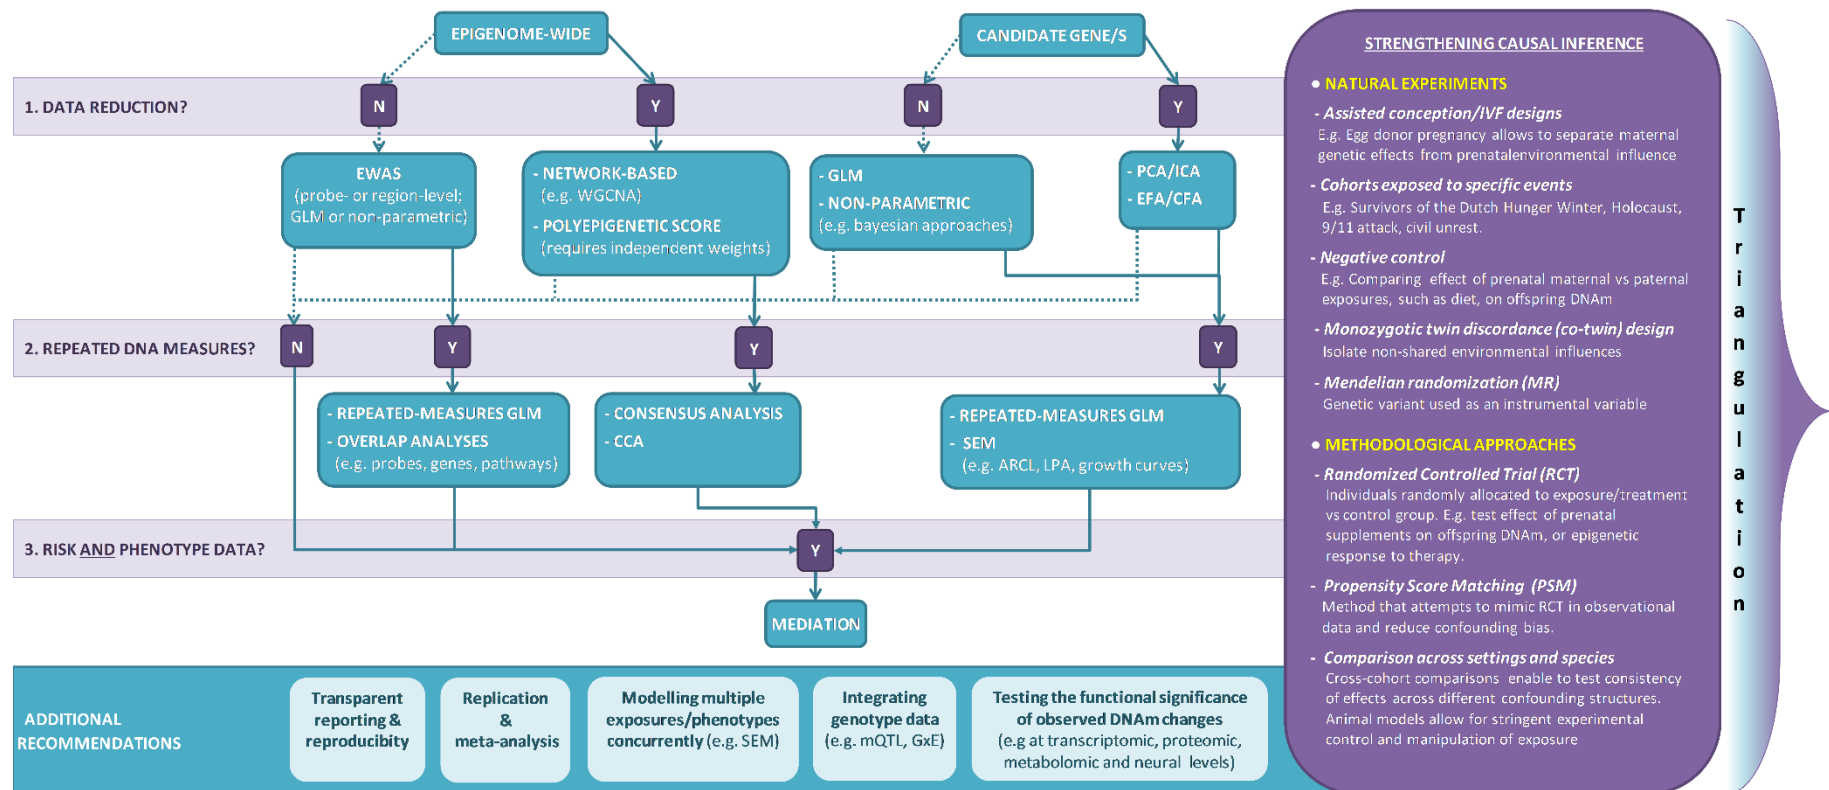 EPIGENOME-WIDE
CANDIDATE GENE/S
1. DATA REDUCTION?
N
Y
N
Y
EWAS
(probe- or region-level;
GLM or non-parametric)
- NETWORK-BASED
(e.g. WGCNA)
- POLYEPIGENETIC SCORE
(requires independent weights)
- GLM
- NON-PARAMETRIC
(e.g. bayesian approaches)
- PCA/ICA
- EFA/CFA
2. REPEATED DNA MEASURES?
N
Y
Y
Y
- REPEATED-MEASURES GLM
- OVERLAP ANALYSES
(e.g. probes, genes, pathways)
- CONSENSUS ANALYSIS
- CCA
- REPEATED-MEASURES GLM
- SEM
(e.g. ARCL, LPA, growth curves)
3. RISK AND PHENOTYPE DATA?
Y
MEDIATION
ADDITIONAL
RECOMMENDATIONS
Transparent
reporting &
reproducibity
Replication
&
meta-analysis
Modelling multiple
exposures/phenotypes
concurrently (e.g. SEM)
Integrating
genotype data
(e.g. mQTL, GxE)
Testing the functional significance
of observed DNAm changes
(e.g at transcriptomic, proteomic,
metabolomic and neural levels)
STRENGTHENING CAUSAL INFERENCE
● NATURAL EXPERIMENTS
- Assisted conception/IVF designs
E.g. Egg donor pregnancy allows to separate maternal
genetic effects from prenatalenvironmental influence
- Cohorts exposed to specific events
E.g. Survivors of the Dutch Hunger Winter, Holocaust,
9/11 attack, civil unrest.
- Negative control
E.g. Comparing effect of prenatal maternal vs paternal
exposures, such as diet, on offspring DNAm
- Monozygotic twin discordance (co-twin) design
Isolate non-shared environmental influences
- Mendelian randomization (MR)
Genetic variant used as an instrumental variable
● METHODOLOGICAL APPROACHES
- Randomized Controlled Trial (RCT)
Individuals randomly allocated to exposure/treatment
vs control group. E.g. test effect of prenatal
supplements on offspring DNAm, or epigenetic
response to therapy.
- Propensity Score Matching (PSM)
Method that attempts to mimic RCT in observational
data and reduce confounding bias.
- Comparison across settings and species
Cross-cohort comparisons enable to test consistency
of effects across different confounding structures.
Animal models allow for stringent experimental
control and manipulation of exposure
Triangulation